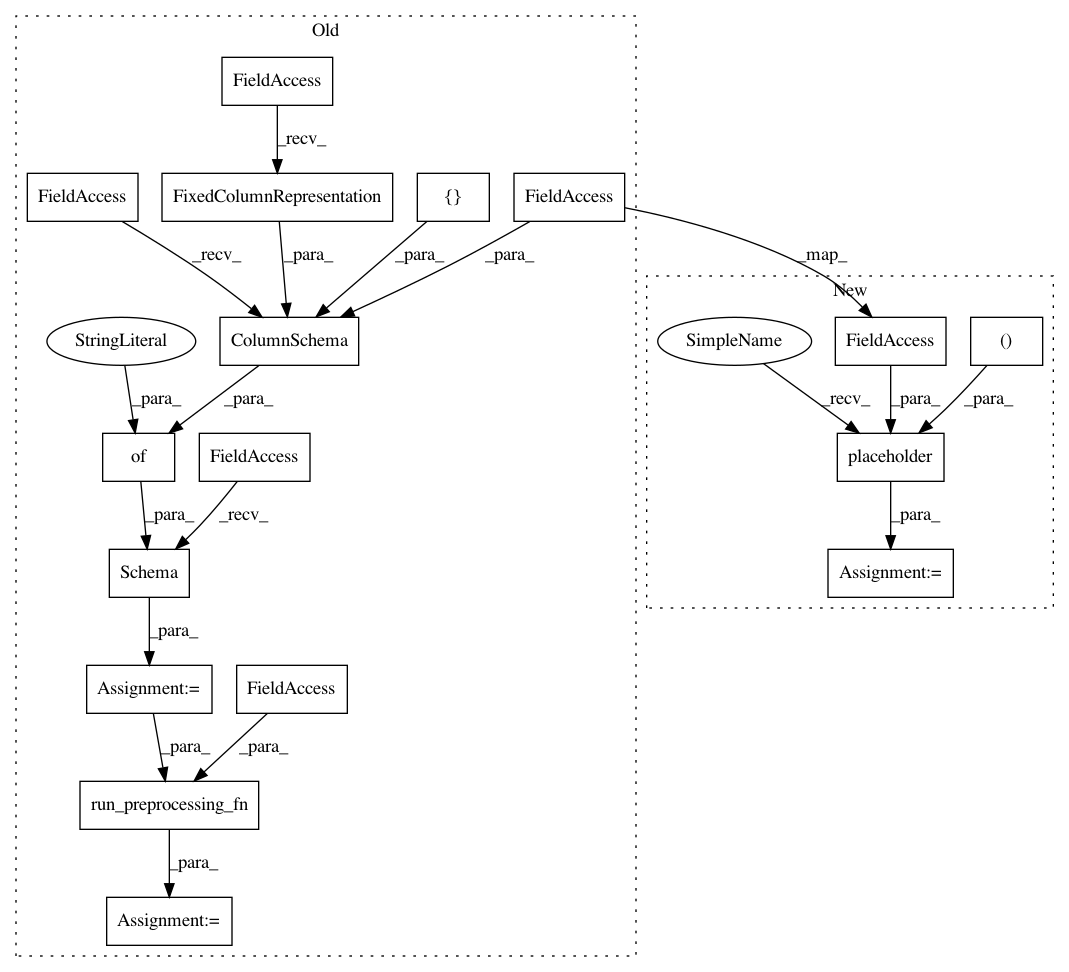 Old
FieldAccess
_recv_
FieldAccess
FixedColumnRepresentation
{}
FieldAccess
_recv_
_para_
_para_
_para_
_map_
New
StringLiteral
ColumnSchema
SimpleName
FieldAccess
()
_para_
_para_
_recv_
_para_
_para_
of
FieldAccess
placeholder
_para_
_recv_
_para_
Schema
Assignment:=
_para_
Assignment:=
FieldAccess
_para_
_para_
run_preprocessing_fn
_para_
Assignment:=